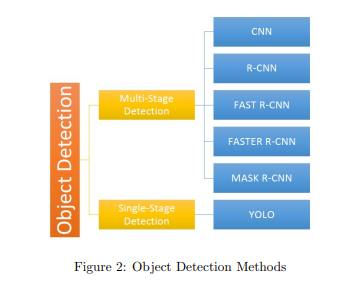 Object Detection
Multi-Stage
Detection
Single-Stage
Detection
CNN
R-CNN
FAST R-CNN
FASTER R-CNN
MASK R-CNN
YOLO
Figure 2: Object Detection Methods